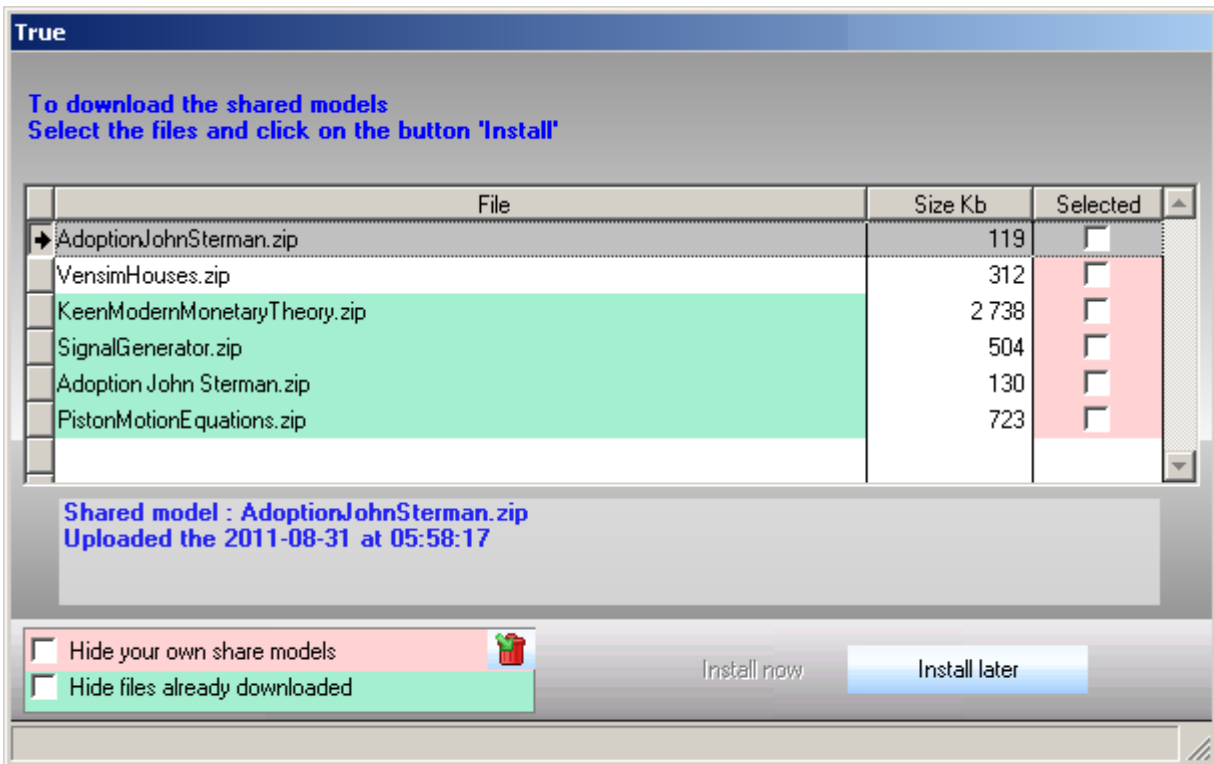 True
To download the shared models
Select the files and click on the button 'Install'
File Size Kb Selected
AdoptionJohnSterman.zip 119
VensimHouses.zip 312
KeenModernMonetaryTheory.zip 2 738
SignalGenerator.zip 504
Adoption John Sterman.zip 130
PistonMotionEquations.zip 723
Shared model : AdoptionJohnSterman.zip
Uploaded the 2011-08-31 at 05:58:17
Hide your own share models
Hide files already downloaded
Install now Install later